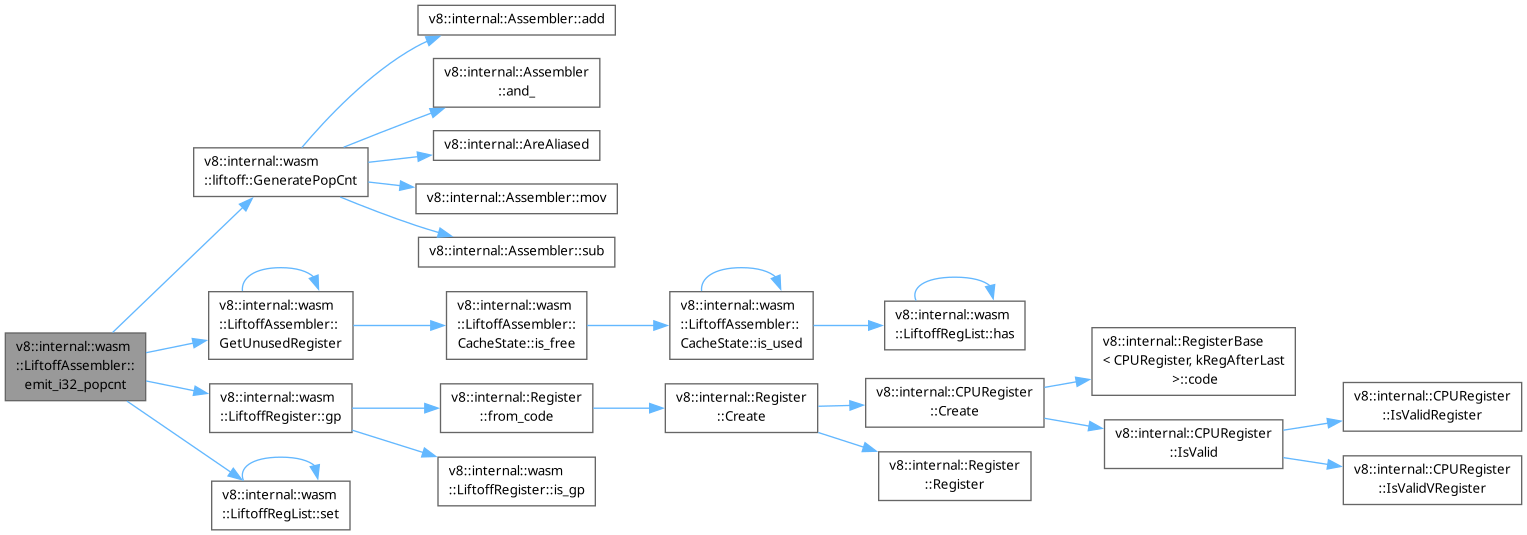 v8::internal::Assembler::add
v8::internal::Assembler
::and_
v8::internal::AreAliased
v8::internal::wasm
::liftoff::GeneratePopCnt
v8::internal::Assembler::mov
v8::internal::Assembler::sub
v8::internal::wasm
::LiftoffAssembler::
emit_i32_popcnt
v8::internal::wasm
::LiftoffAssembler::
GetUnusedRegister
v8::internal::wasm
::LiftoffAssembler::
CacheState::is_free
v8::internal::wasm
::LiftoffAssembler::
CacheState::is_used
v8::internal::wasm
::LiftoffRegList::has
v8::internal::wasm
::LiftoffRegister::gp
v8::internal::Register
::from_code
v8::internal::Register
::Create
v8::internal::CPURegister
::Create
v8::internal::RegisterBase
< CPURegister, kRegAfterLast
>::code
v8::internal::CPURegister
::IsValid
v8::internal::CPURegister
::IsValidRegister
v8::internal::CPURegister
::IsValidVRegister
v8::internal::Register
::Register
v8::internal::wasm
::LiftoffRegister::is_gp
v8::internal::wasm
::LiftoffRegList::set